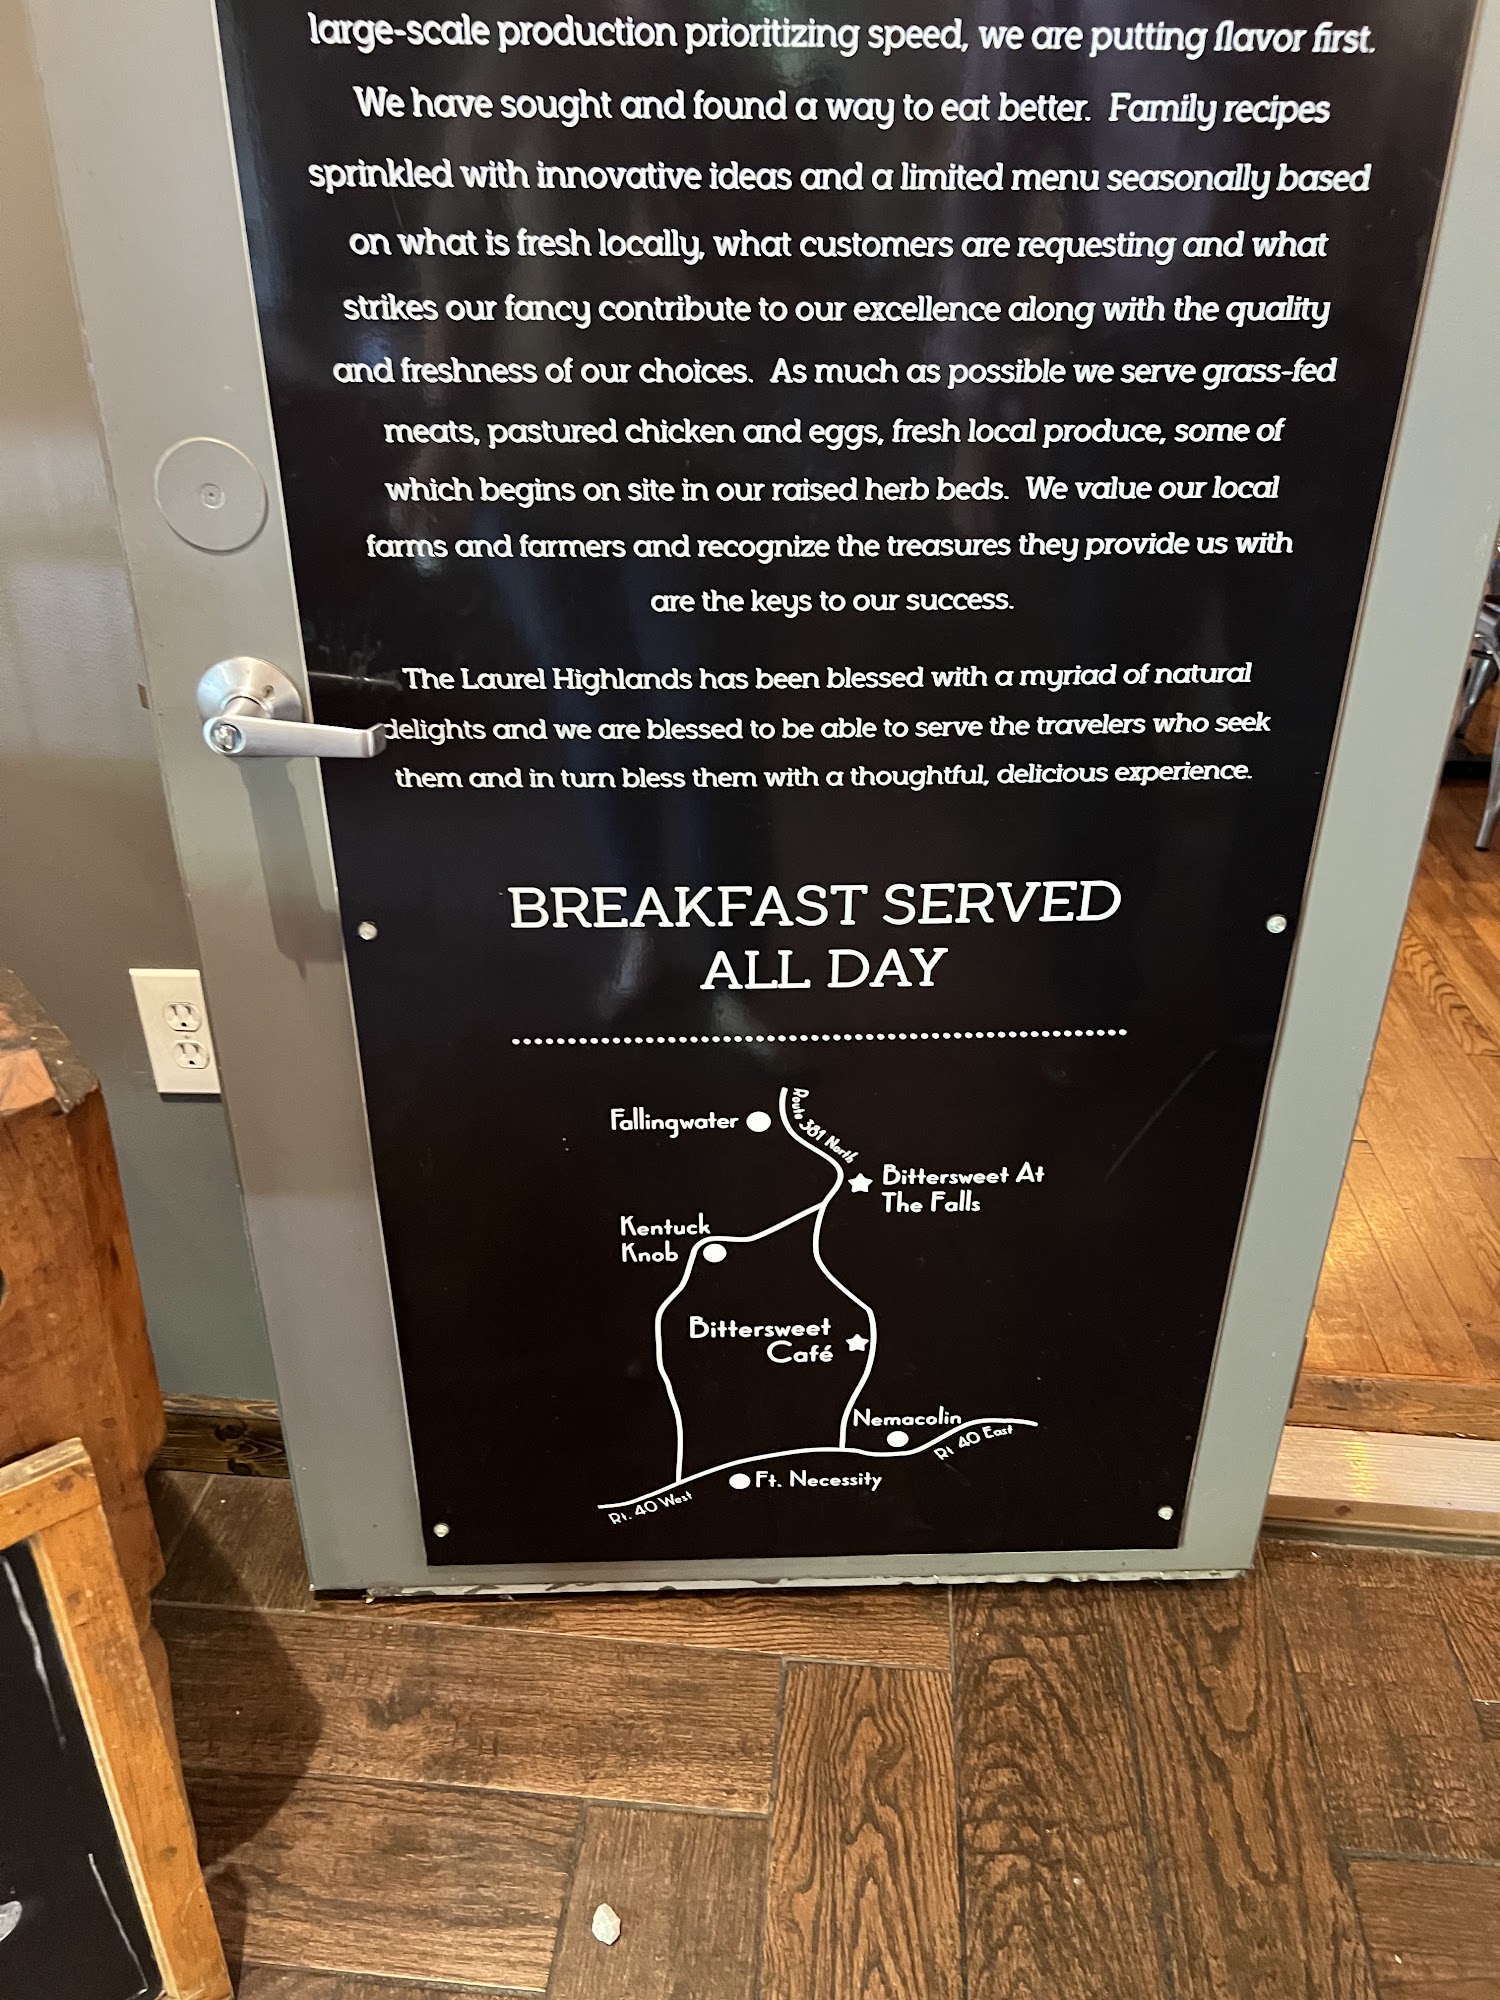 large-scale production prioritizing speed, we are putting flavor first.
We have sought and found a way to eat better. Family recipes
sprinkled with innovative ideas and a limited menu seasonally based
on what is fresh locally, what customers are requesting and what
strikes our fancy contribute to our excellence along with the quality
and freshness of our choices. As much as possible we serve grass-fed
meats, pastured chicken and eggs, fresh local produce, some of
which begins on site in our raised herb beds. We value our local
farms and farmers and recognize the treasures they provide us with
are the keys to our success.
The Laurel Highlands has been blessed with a myriad of natural
delights and we are blessed to be able to serve the travelers who seek
them and in turn bless them with a thoughtful, delicious experience.
BREAKFAST SERVED
ALL DAY
Route 381 North
Fallingwater
Bittersweet At
The Falls
Kentuck
Knob
Bittersweet
Café
Nemacolin
Rt 40 East
Ft. Necessity
Rt. 40 West